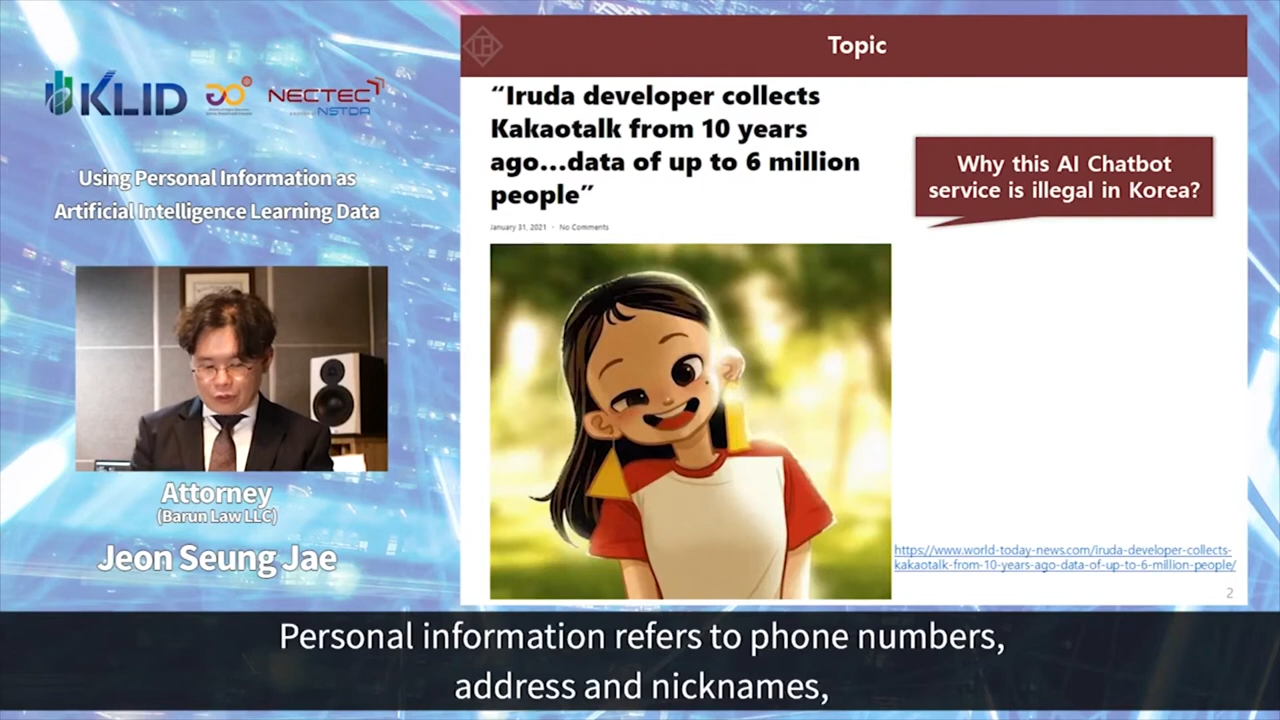 KLID
NECTEC
NSTDA
Using Personal Information as
Artificial Intelligence Learning Data
Attorney
(Barun Law LLC)
Jeon Seung Jae
Topic
“Iruda developer collects
Kakaotalk from 10 years
ago...data of up to 6 million
people”
January 31, 2021 - No Comments
Why this AI Chatbot
service is illegal in Korea?
https://www.world-today-news.com/iruda-developer-collects-
kakaotalk-from-10-years-ago-data-of-up-to-6-million-people/
2
Personal information refers to phone numbers,
address and nicknames,